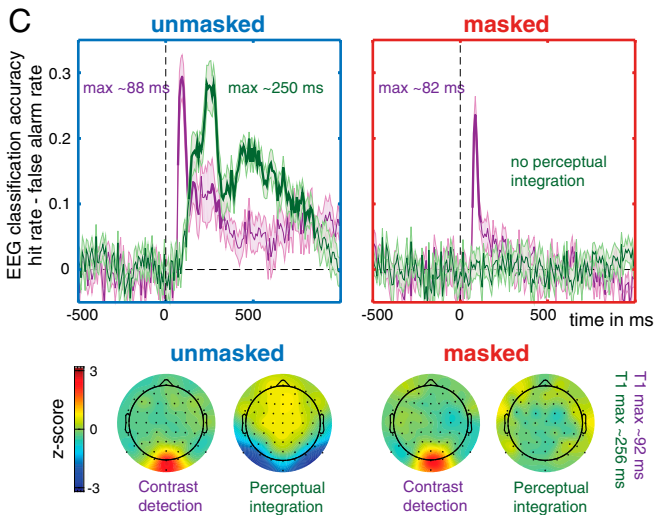 C
unmasked
masked
EEG classification accuracy
hit rate - false alarm rate
0.3
0.2
0.1
0
max ~88 ms
max ~250 ms
max ~82 ms
no perceptual
integration
-500
0
500
-500
0
500
time in ms
unmasked
masked
z-score
3
0
-3
Contrast
detection
Perceptual
integration
Contrast
detection
Perceptual
integration
T1 max ~92 ms
T1 max ~256 ms